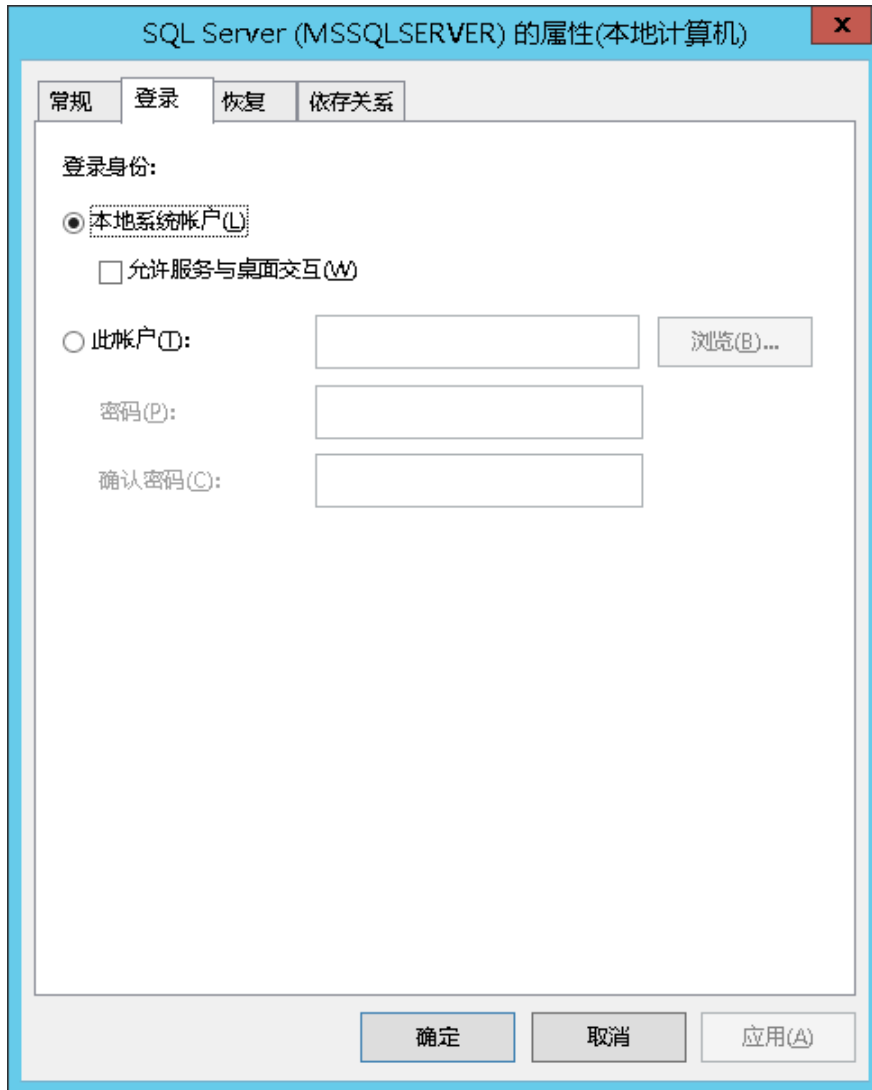 SQL Server (MSSQLSERVER) 的属性(本地计算机)
x
常规 登录 恢复 依存关系
登录身份:
本地系统帐户(L)
允许服务与桌面交互(W)
此帐户(T): 浏览(B)...
密码(P):
确认密码(C):
确定 取消 应用(A)